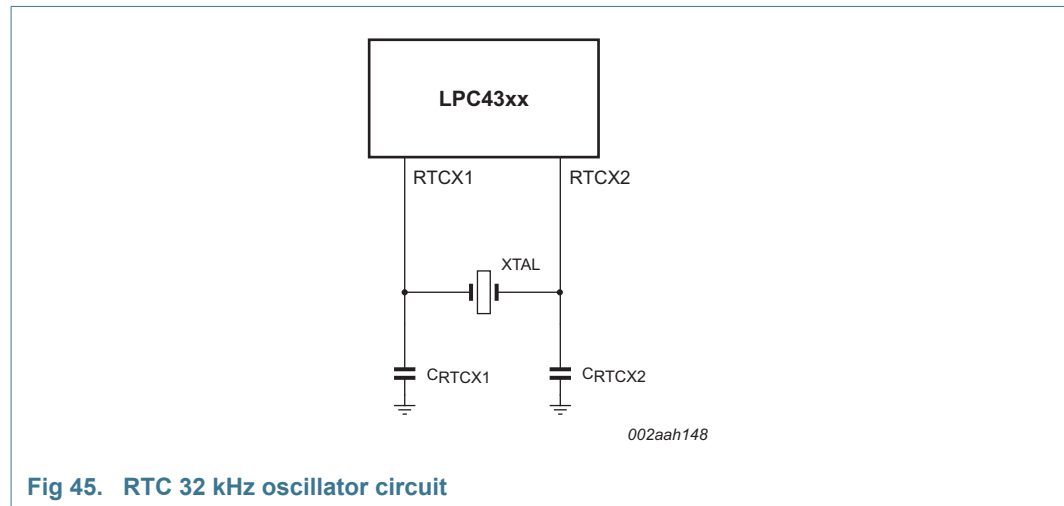 LPC43xx
RTCX1
RTCX2
XTAL
CRTCX1
CRTCX2
002aah148
Fig 45. RTC 32 kHz oscillator circuit